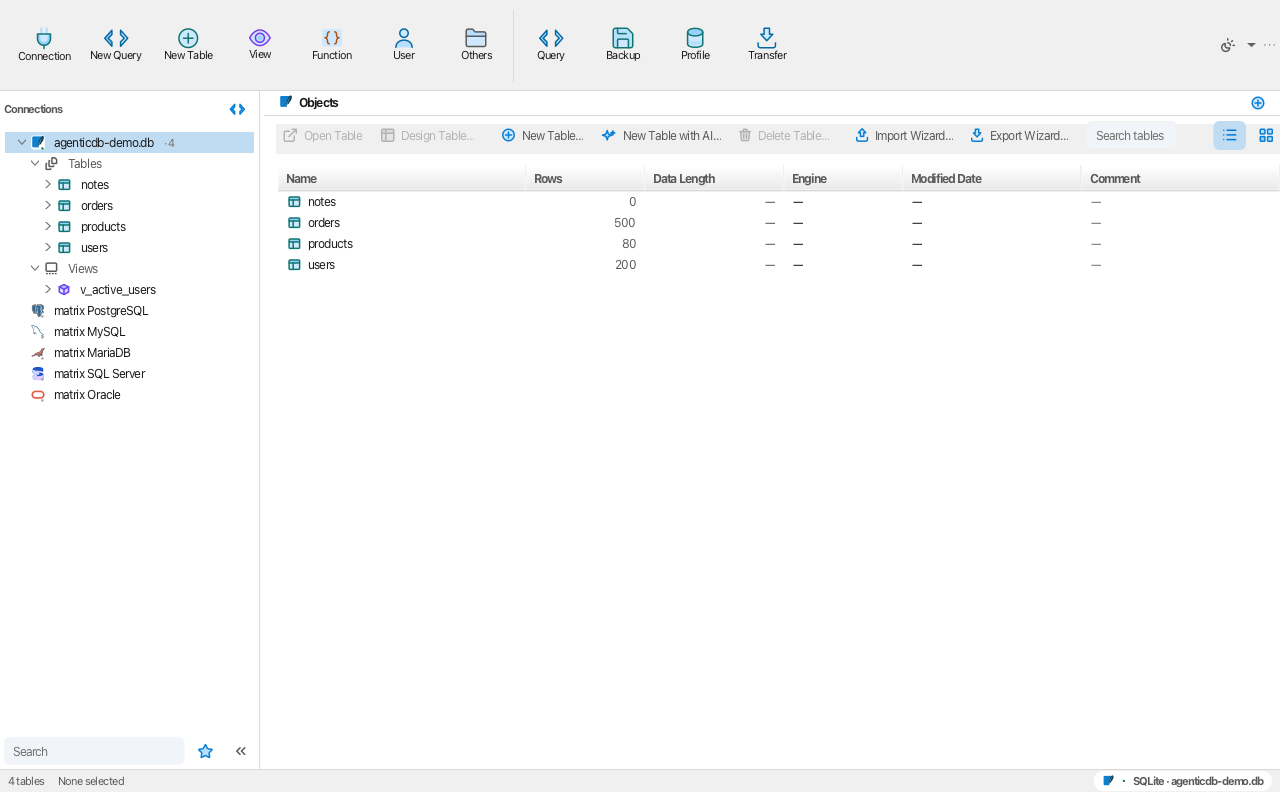 Connection
New Query
New Table
View
Function
User
Others
Query
Backup
Profile
Transfer
Connections
Objects
agenticdb-demo.db · 4
Tables
notes
orders
products
users
Views
v_active_users
matrix PostgreSQL
matrix MySQL
matrix MariaDB
matrix SQL Server
matrix Oracle
Open Table
Design Table...
New Table...
New Table with AI...
Delete Table...
Import Wizard...
Export Wizard...
Search tables
Name Rows Data Length Engine Modified Date Comment
notes 0 — — — —
orders 500 — — — —
products 80 — — — —
users 200 — — — —
Search
4 tables None selected
· SQLite · agenticdb-demo.db